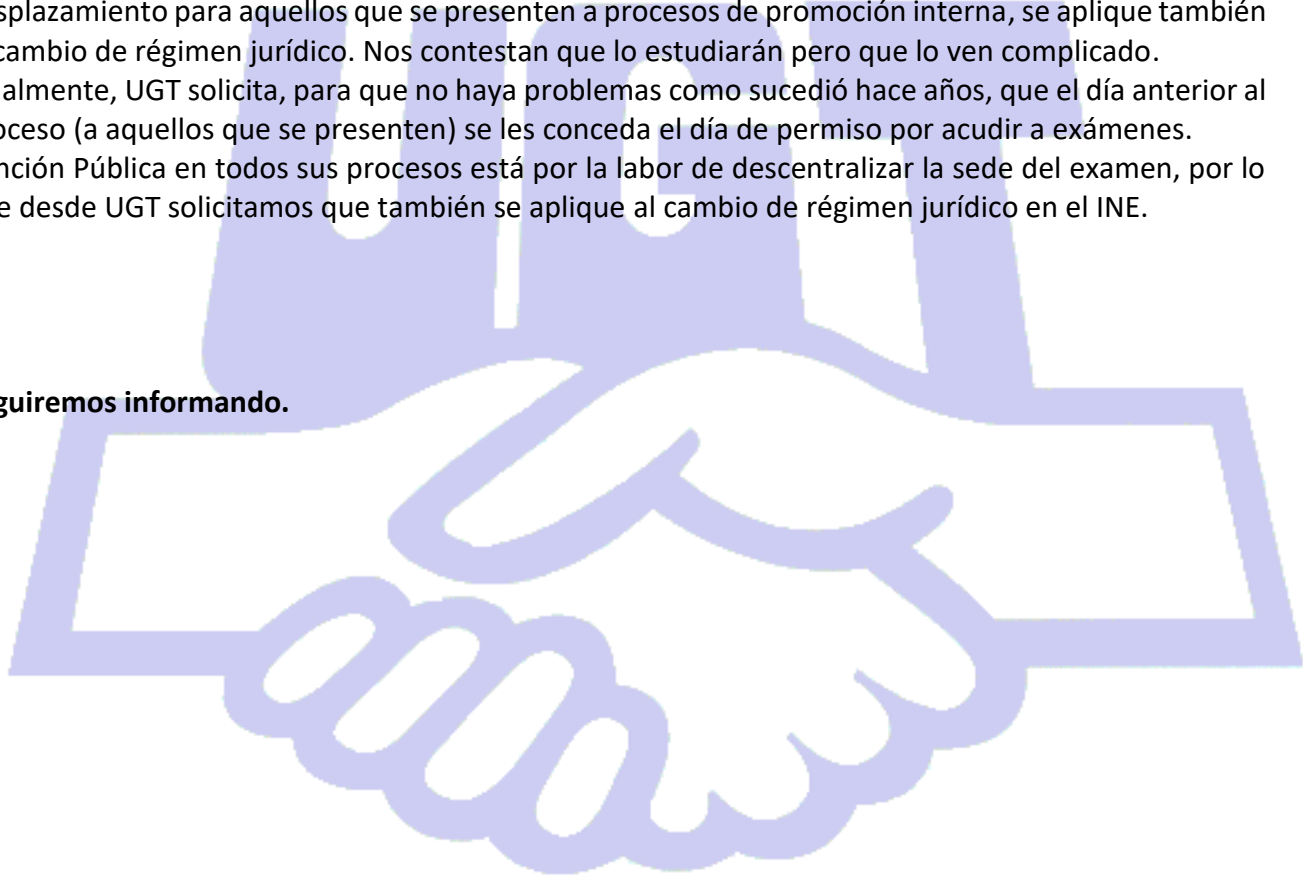 splazamiento para aquellos que se presenten a procesos de promoción interna, se aplique también
cambio de régimen jurídico. Nos contestan que lo estudiarán pero que lo ven complicado.
almente, UGT solicita, para que no haya problemas como sucedió hace años, que el día anterior al
oceso (a aquellos que se presenten) se les conceda el día de permiso por acudir a exámenes.
nción Pública en todos sus procesos está por la labor de descentralizar la sede del examen, por lo
e desde UGT solicitamos que también se aplique al cambio de régimen jurídico en el INE.
guiremos informando.
UGT